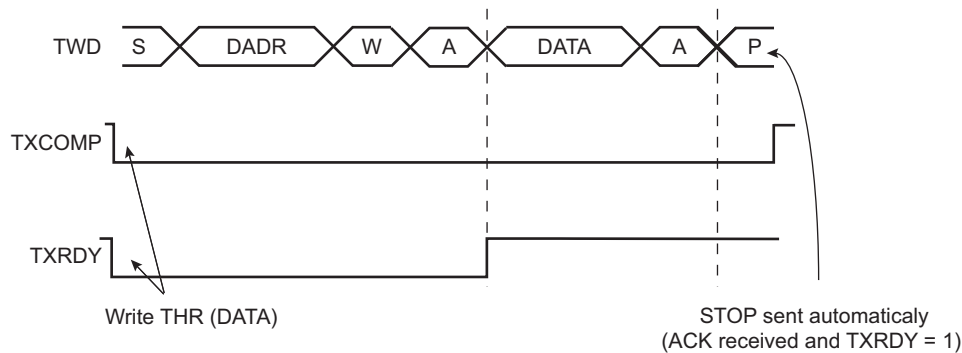 TWD S DADR W A DATA A P
TXCOMP
TXRDY
Write THR (DATA)
STOP sent automaticaly
(ACK received and TXRDY = 1)